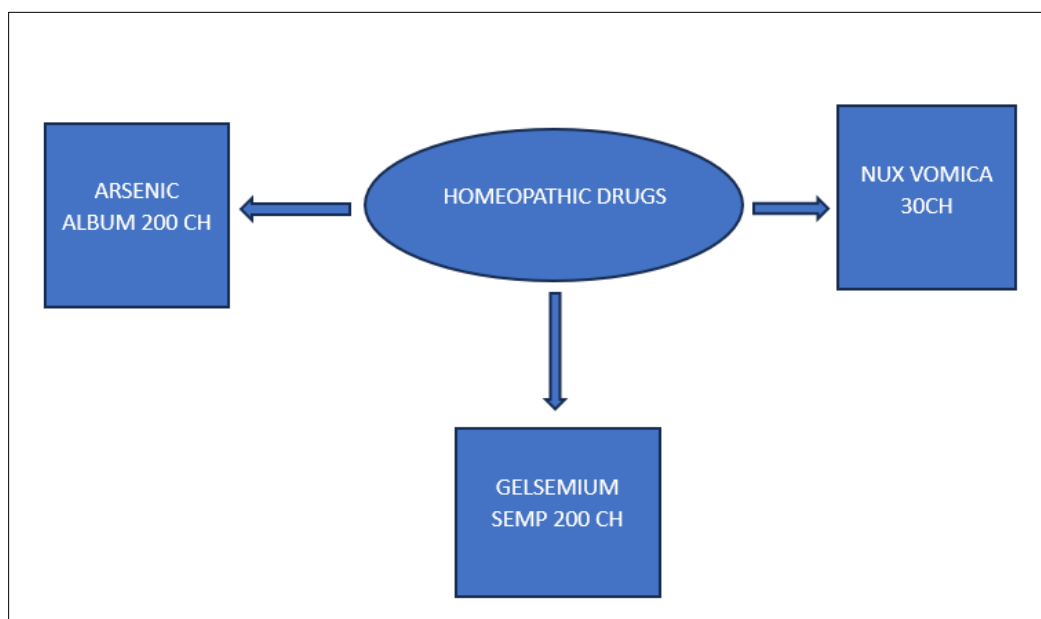 HOMEOPATHIC DRUGS
ARSENIC
ALBUM 200 CH
NUX VOMICA
30CH
GELSEMIUM
SEMP 200 CH